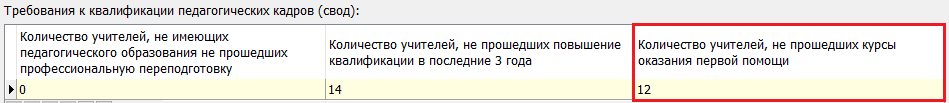 Требования к квалификации педагогических кадров (свод):
Количество учителей, не имеющих
педагогического образования не прошедших
профессиональную переподготовку
Количество учителей, не прошедших повышение
квалификации в последние 3 года
Количество учителей, не прошедших курсы
оказания первой помощи
0
14
12